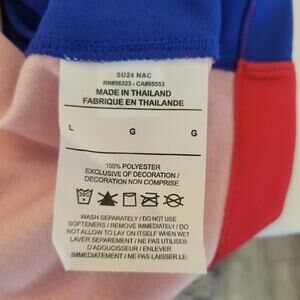 SU24 NAC
RN#56323 - CA#05553
MADE IN THAILAND
FABRIQUE EN THAILANDE
L G G
100% POLYESTER
EXCLUSIVE OF DECORATION /
DECORATION NON COMPRISE
WASH SEPARATELY / DO NOT USE
SOFTENERS / REMOVE IMMEDIATELY / DO
NOT ALLOW TO LAY ON ITSELF WHEN WET
LAVER SEPAREMENT / NE PAS UTILISER
D'ADOUCISSEUR / ENLEVER
IMMEDIATEMENT / NE PAS LAISSER LE